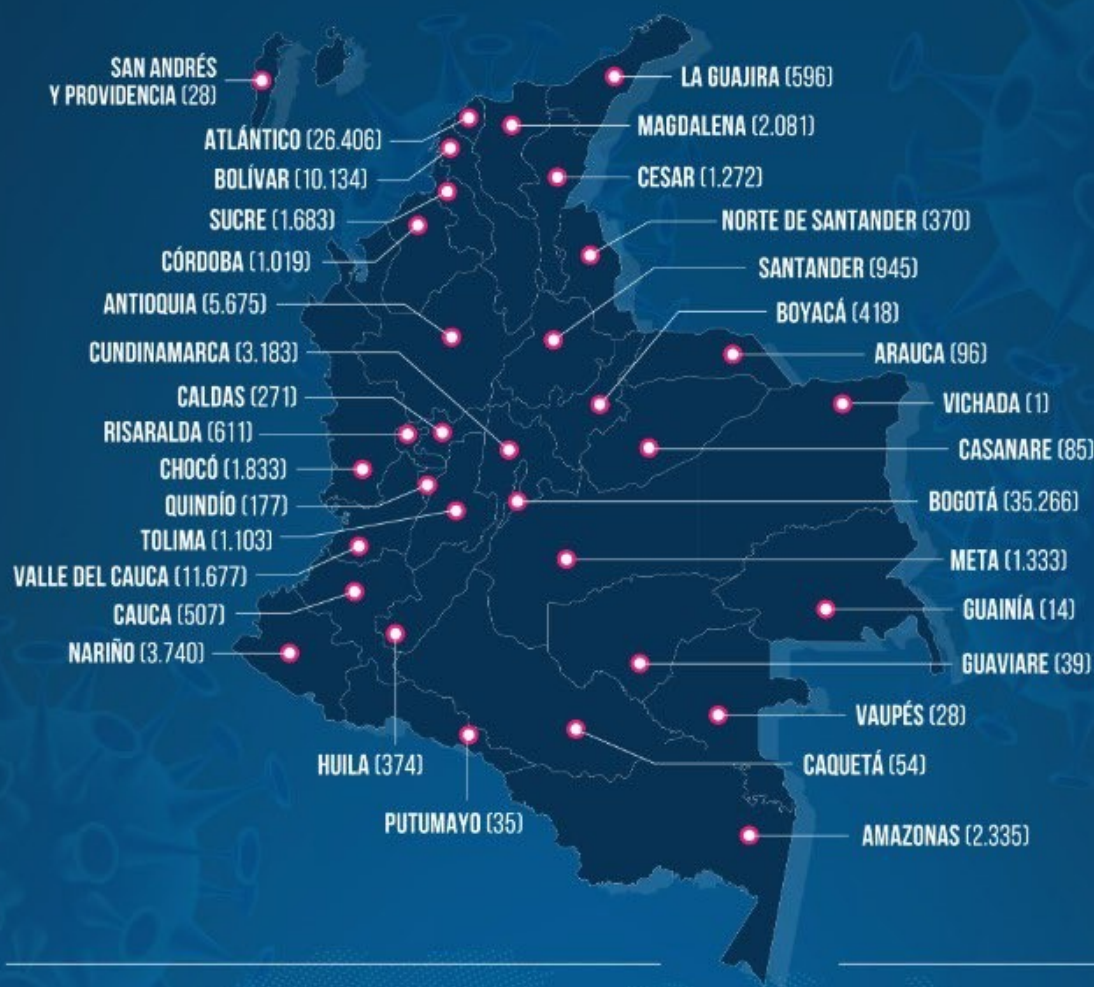 SAN ANDRÉS
Y PROVIDENCIA (28)
ATLÁNTICO (26.406)
BOLÍVAR (10.134)
SUCRE (1.683)
CÓRDOBA (1.019)
ANTIOQUIA (5.675)
CUNDINAMARCA (3.183)
CALDAS (271)
RISARALDA (611)
CHOCÓ (1.833)
QUINDÍO (177)
TOLIMA (1.103)
VALLE DEL CAUCA (11.677)
CAUCA (507)
NARIÑO (3.740)
HUILA (374)
PUTUMAYO (35)
LA GUAJIRA (596)
MAGDALENA (2.081)
CESAR (1.272)
NORTE DE SANTANDER (370)
SANTANDER (945)
BOYACÁ (418)
ARAUCA (96)
VICHADA (1)
CASANARE (85)
BOGOTÁ (35.266)
META (1.333)
GUAINÍA (14)
GUAVIARE (39)
VAUPÉS (28)
CAQUETÁ (54)
AMAZONAS (2.335)